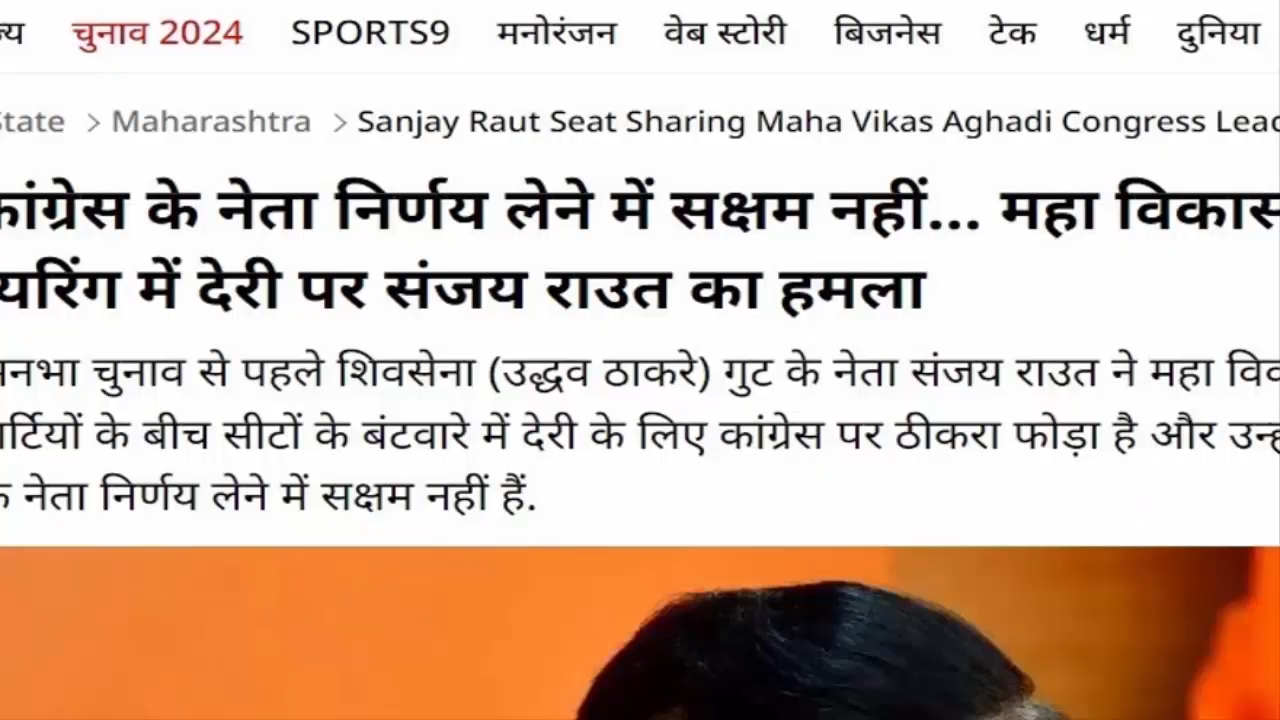 चुनाव 2024 SPORTS9 मनोरंजन वेब स्टोरी बिजनेस टेक धर्म दुनिया
> Maharashtra > Sanjay Raut Seat Sharing Maha Vikas Aghadi Congress
कांग्रेस के नेता निर्णय लेने में सक्षम नहीं... महा विकास
में देरी पर संजय राउत का हमला
चुनाव से पहले शिवसेना (उद्धव ठाकरे) गुट के नेता संजय राउत ने महा
के बीच सीटों के बंटवारे में देरी के लिए कांग्रेस पर ठीकरा फोड़ा है और
नेता निर्णय लेने में सक्षम नहीं हैं.